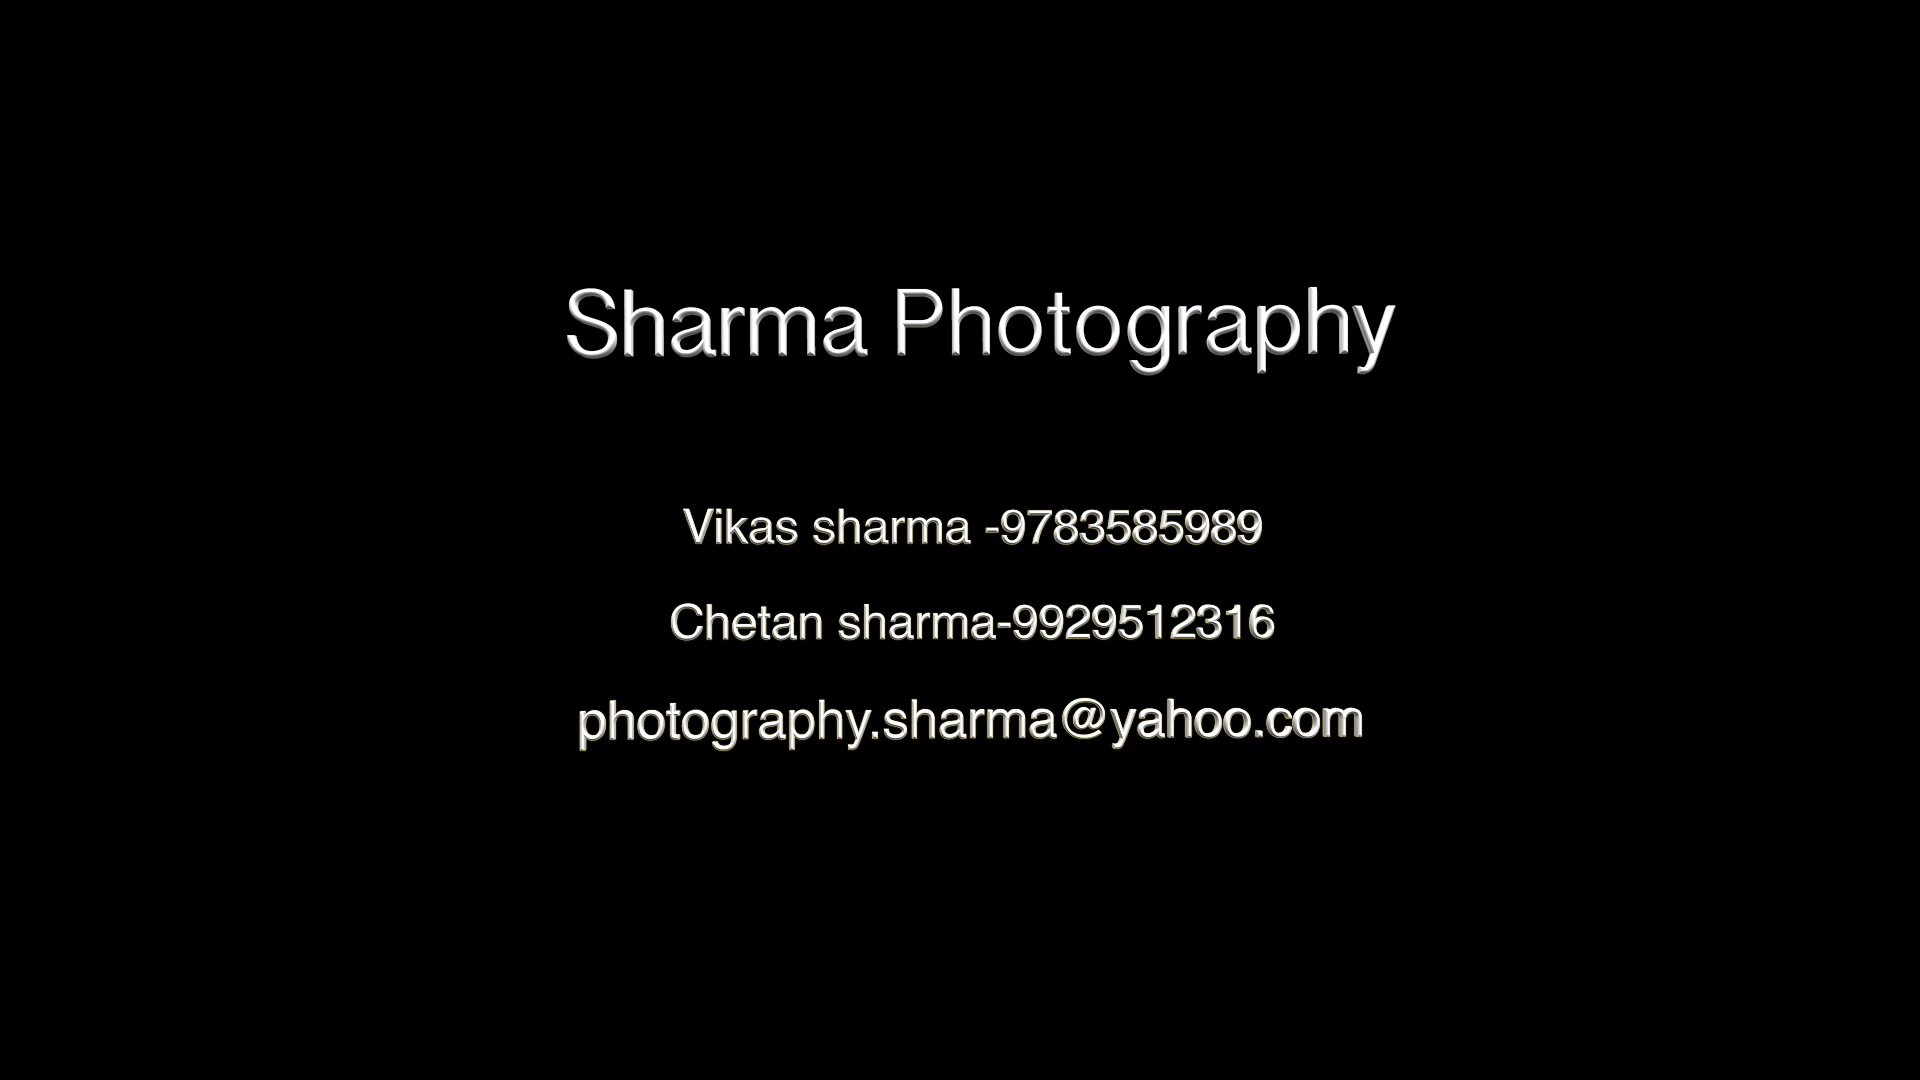 Sharma Photography
Vikas sharma -9783585989
Chetan sharma-9929512316
photography.sharma@yahoo.com